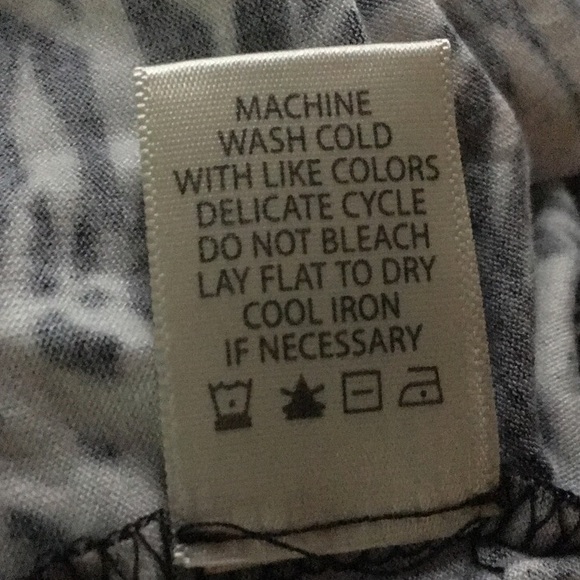 MACHINE
WASH COLD
WITH LIKE COLORS
DELICATE CYCLE
DO NOT BLEACH
LAY FLAT TO DRY
COOL IRON
IF NECESSARY